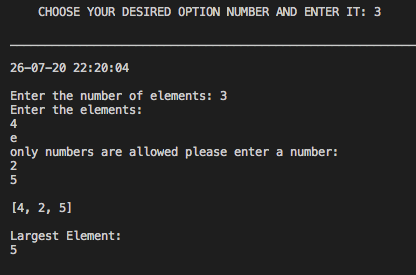 CHOOSE YOUR DESIRED OPTION NUMBER AND ENTER IT: 3
26-07-20 22:20:04
Enter the number of elements: 3
Enter the elements:
4
e
only numbers are allowed please enter a number:
2
5
[4, 2, 5]
Largest Element:
5